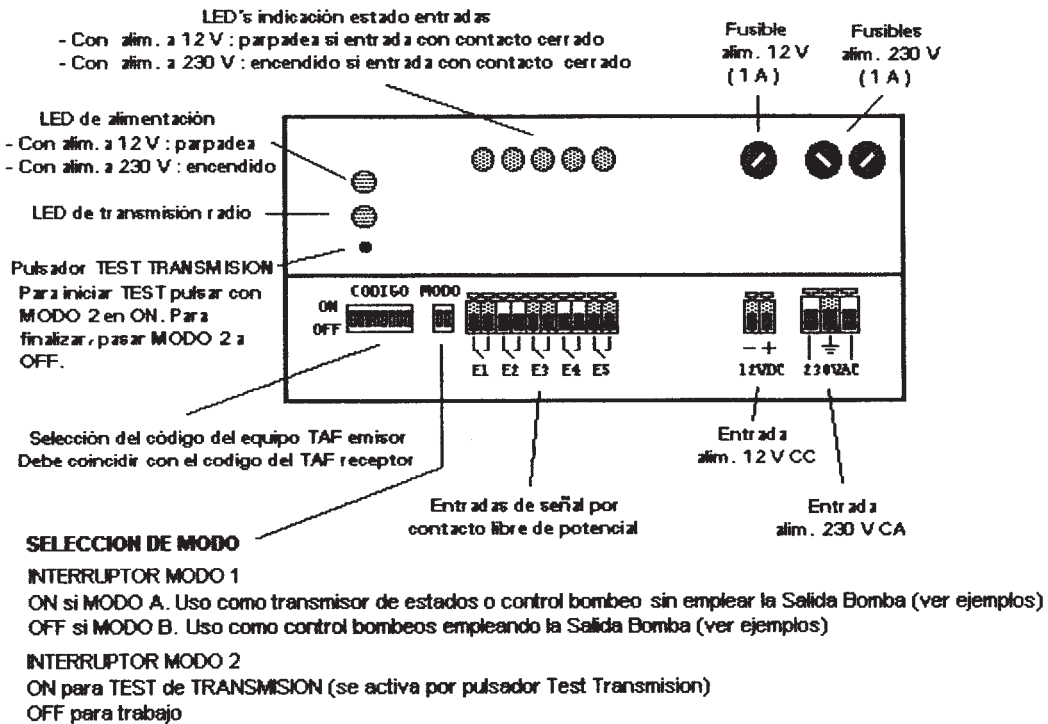 LED's indicación estado entradas
- Con alim. a 12 V : parpadea si entrada con contacto cerrado
- Con alim. a 230 V : encendido si entrada con contacto cerrado
Fusible
alim. 12 V
(1 A)
Fusibles
alim. 230 V
(1 A)
LED de alimentación
- Con alim. a 12 V : parpadea
- Con alim. a 230 V : encendido
LED de transmisión radio
Pulsador TEST TRANSMISION
Para iniciar TEST pulsar con
MODO 2 en ON. Para
finalizar, pasar MODO 2 a
OFF.
CODIGO MODO
ON
OFF
E1 E2 E3 E4 E5
- +
12VDC
230VAC
Selección del código del equipo TAF emisor
Debe coincidir con el codigo del TAF receptor
Entradas de señal por
contacto libre de potencial
Entrada
alim. 12 V CC
Entrada
alim. 230 V CA
SELECCION DE MODO
INTERRUPTOR MODO 1
ON si MODO A. Uso como transmisor de estados o control bombeo sin emplear la Salida Bomba (ver ejemplos)
OFF si MODO B. Uso como control bombeos empleando la Salida Bomba (ver ejemplos)
INTERRUPTOR MODO 2
ON para TEST de TRANSMISION (se activa por pulsador Test Transmision)
OFF para trabajo